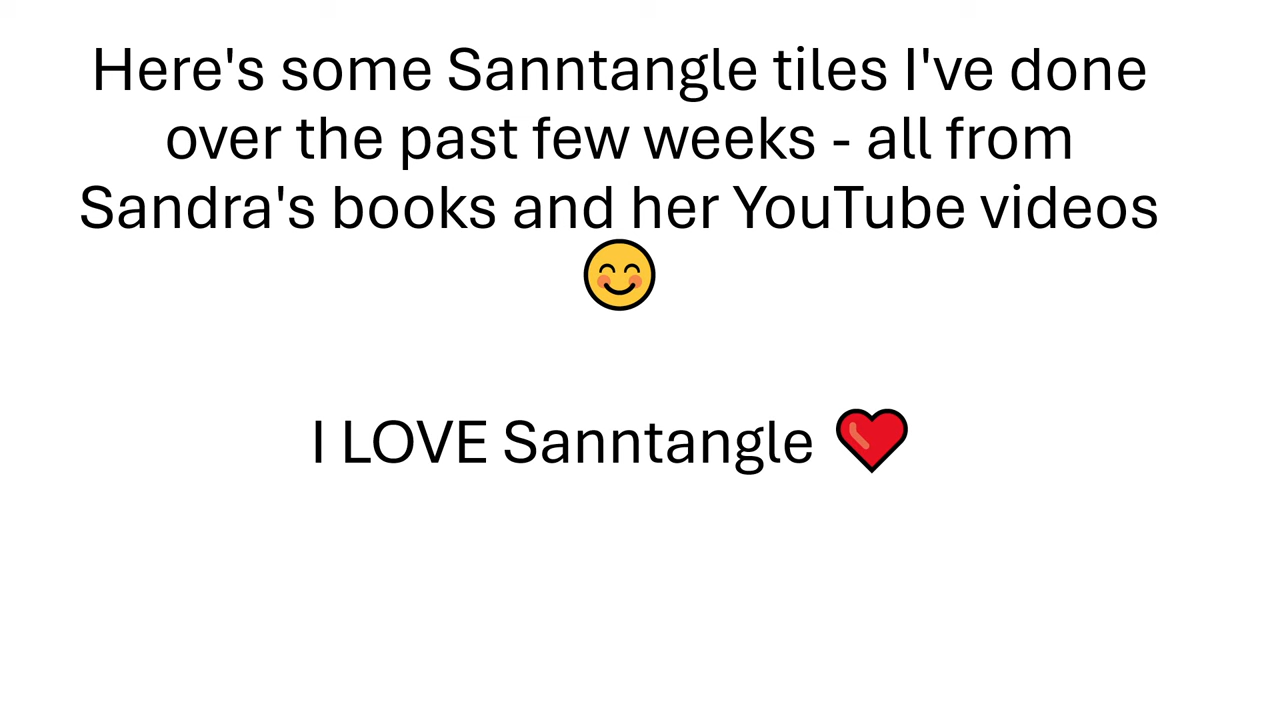 Here's some Sanntangle tiles I've done
over the past few weeks - all from
Sandra's books and her YouTube videos
😊
I LOVE Sanntangle ❤️